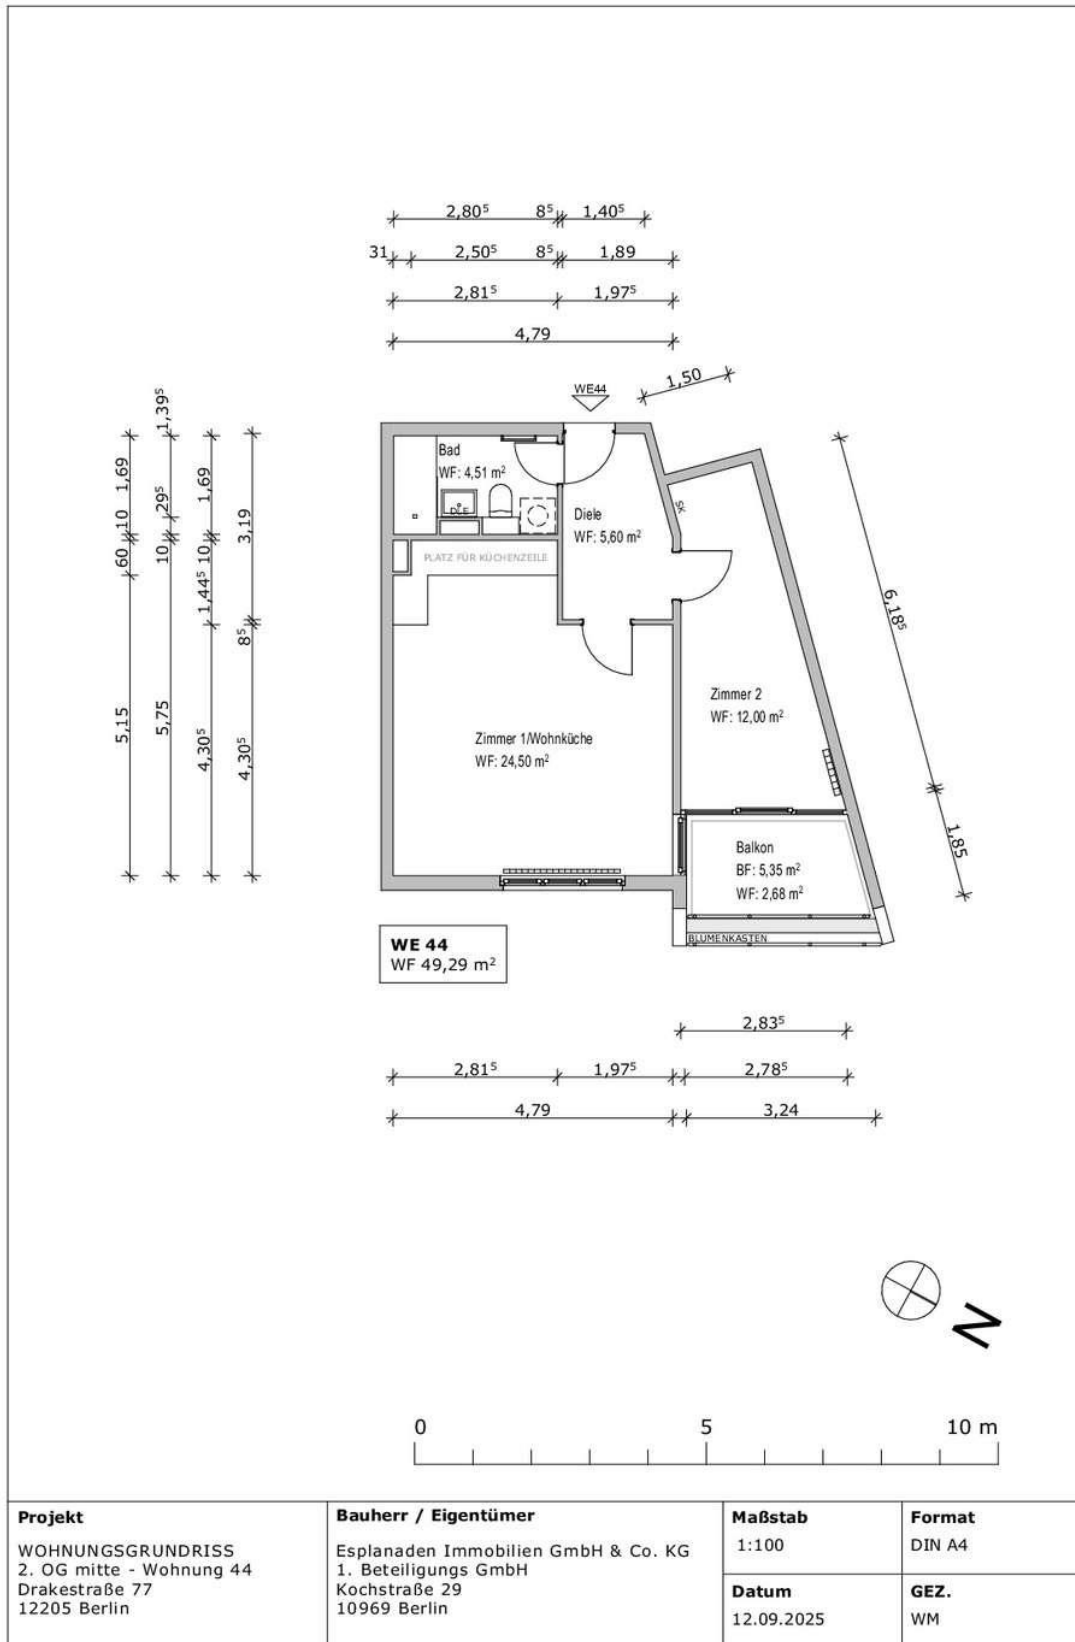 2,80⁵ 8⁵ 1,40⁵
31 2,50⁵ 8⁵ 1,89
2,81⁵ 1,97⁵
4,79
1,50
WE44
1,69
10
60
5,15
1,39⁵
29⁵
10
5,75
1,69
10
1,44⁵
4,30⁵
3,19
8⁵
4,30⁵
Bad
WF: 4,51 m²
DLE
Diele
WF: 5,60 m²
SK
PLATZ FÜR KÜCHENZEILE
6,18⁵
Zimmer 2
WF: 12,00 m²
Zimmer 1/Wohnküche
WF: 24,50 m²
1,85
Balkon
BF: 5,35 m²
WF: 2,68 m²
BLUMENKASTEN
WE 44
WF 49,29 m²
2,83⁵
2,81⁵ 1,97⁵ 2,78⁵
4,79 3,24
N
0 5 10 m
Projekt
WOHNUNGSGRUNDRISS
2. OG mitte - Wohnung 44
Drakestraße 77
12205 Berlin
Bauherr / Eigentümer
Esplanaden Immobilien GmbH & Co. KG
1. Beteiligungs GmbH
Kochstraße 29
10969 Berlin
Maßstab
1:100
Format
DIN A4
Datum
12.09.2025
GEZ.
WM